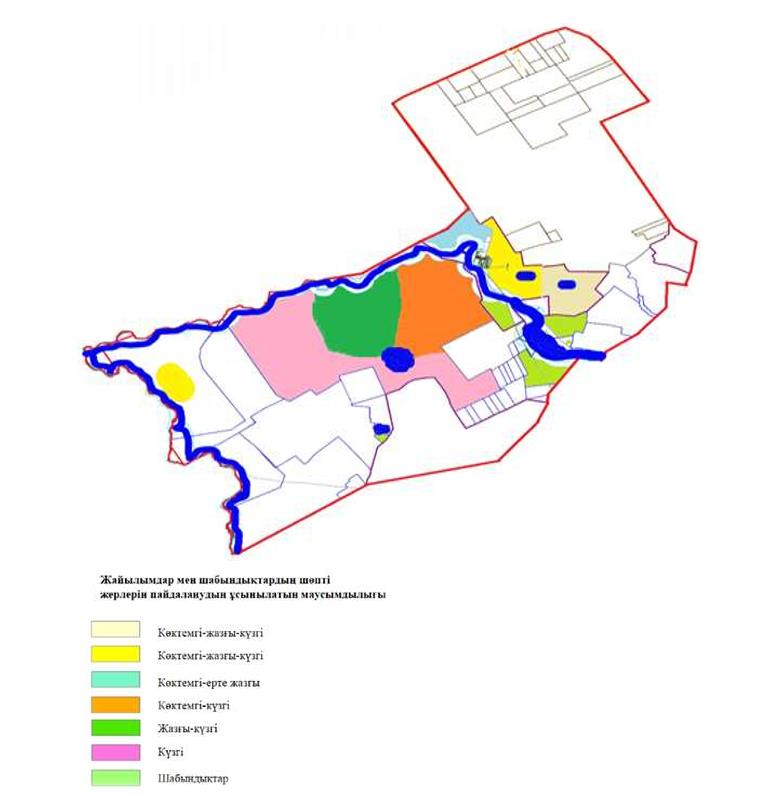 Жайылымдар мен шабындықтардың шөпті
жерлерін пайдаланудың ұсынылатын маусымдылығы
Көктемгі-жазғы-күзгі
Көктемгі-жазғы-күзгі
Көктемгі-ерте жазғы
Көктемгі-күзгі
Жазғы-күзгі
Күзгі
Шабындықтар